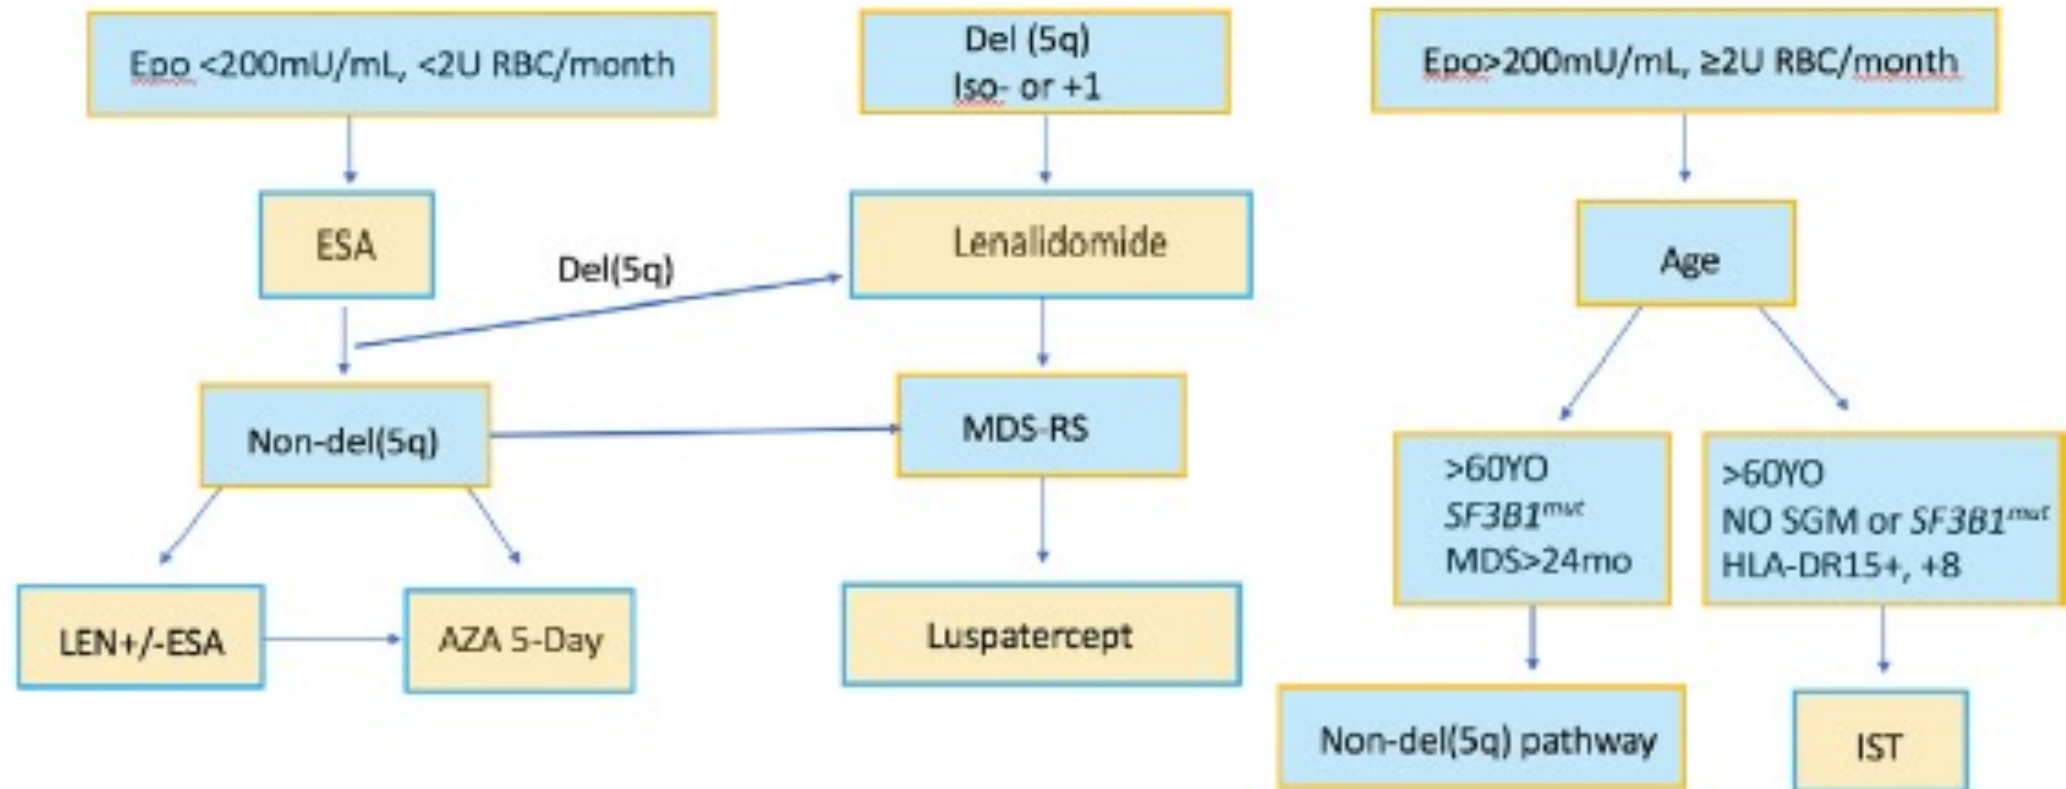 Epo <200mU/mL, <2U RBC/month
Del (5q)
Iso- or +1
Epo>200mU/mL, ≥2U RBC/month
ESA
Del(5q)
Lenalidomide
Age
Non-del(5q)
MDS-RS
>60YO
SF3B1mut
MDS>24mo
>60YO
NO SGM or SF3B1mut
HLA-DR15+, +8
LEN+/-ESA
AZA 5-Day
Luspatercept
Non-del(5q) pathway
IST